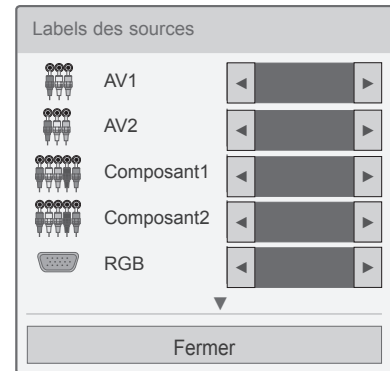 Labels des sources
AV1
AV2
Composant1
Composant2
RGB
Fermer